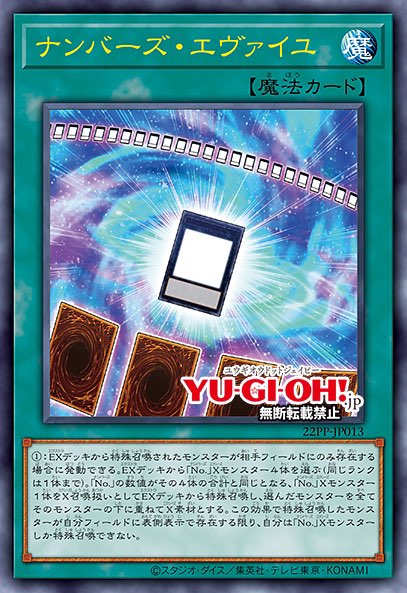 ナンバーズ・エヴァイユ
魔
【魔法カード】
ユウギオウドットジェイピー
YU-GI-OH!.jp
無断転載禁止
22PP-JP013
①:EXデッキから特殊召喚されたモンスターが相手フィールドにのみ存在する
場合に発動できる。EXデッキから「No.」Xモンスター4体を選ぶ(同じランク
は1体まで)。「No.」の数値がその4体の合計と同じとなる、「No.」Xモンスター
1体をX召喚扱いとしてEXデッキから特殊召喚し、選んだモンスターを全て
そのモンスターの下に重ねてX素材とする。この効果で特殊召喚したモンス
ターが自分フィールドに表側表示で存在する限り、自分は「No.」Xモンスター
しか特殊召喚できない。
©スタジオ・ダイス/集英社・テレビ東京・KONAMI